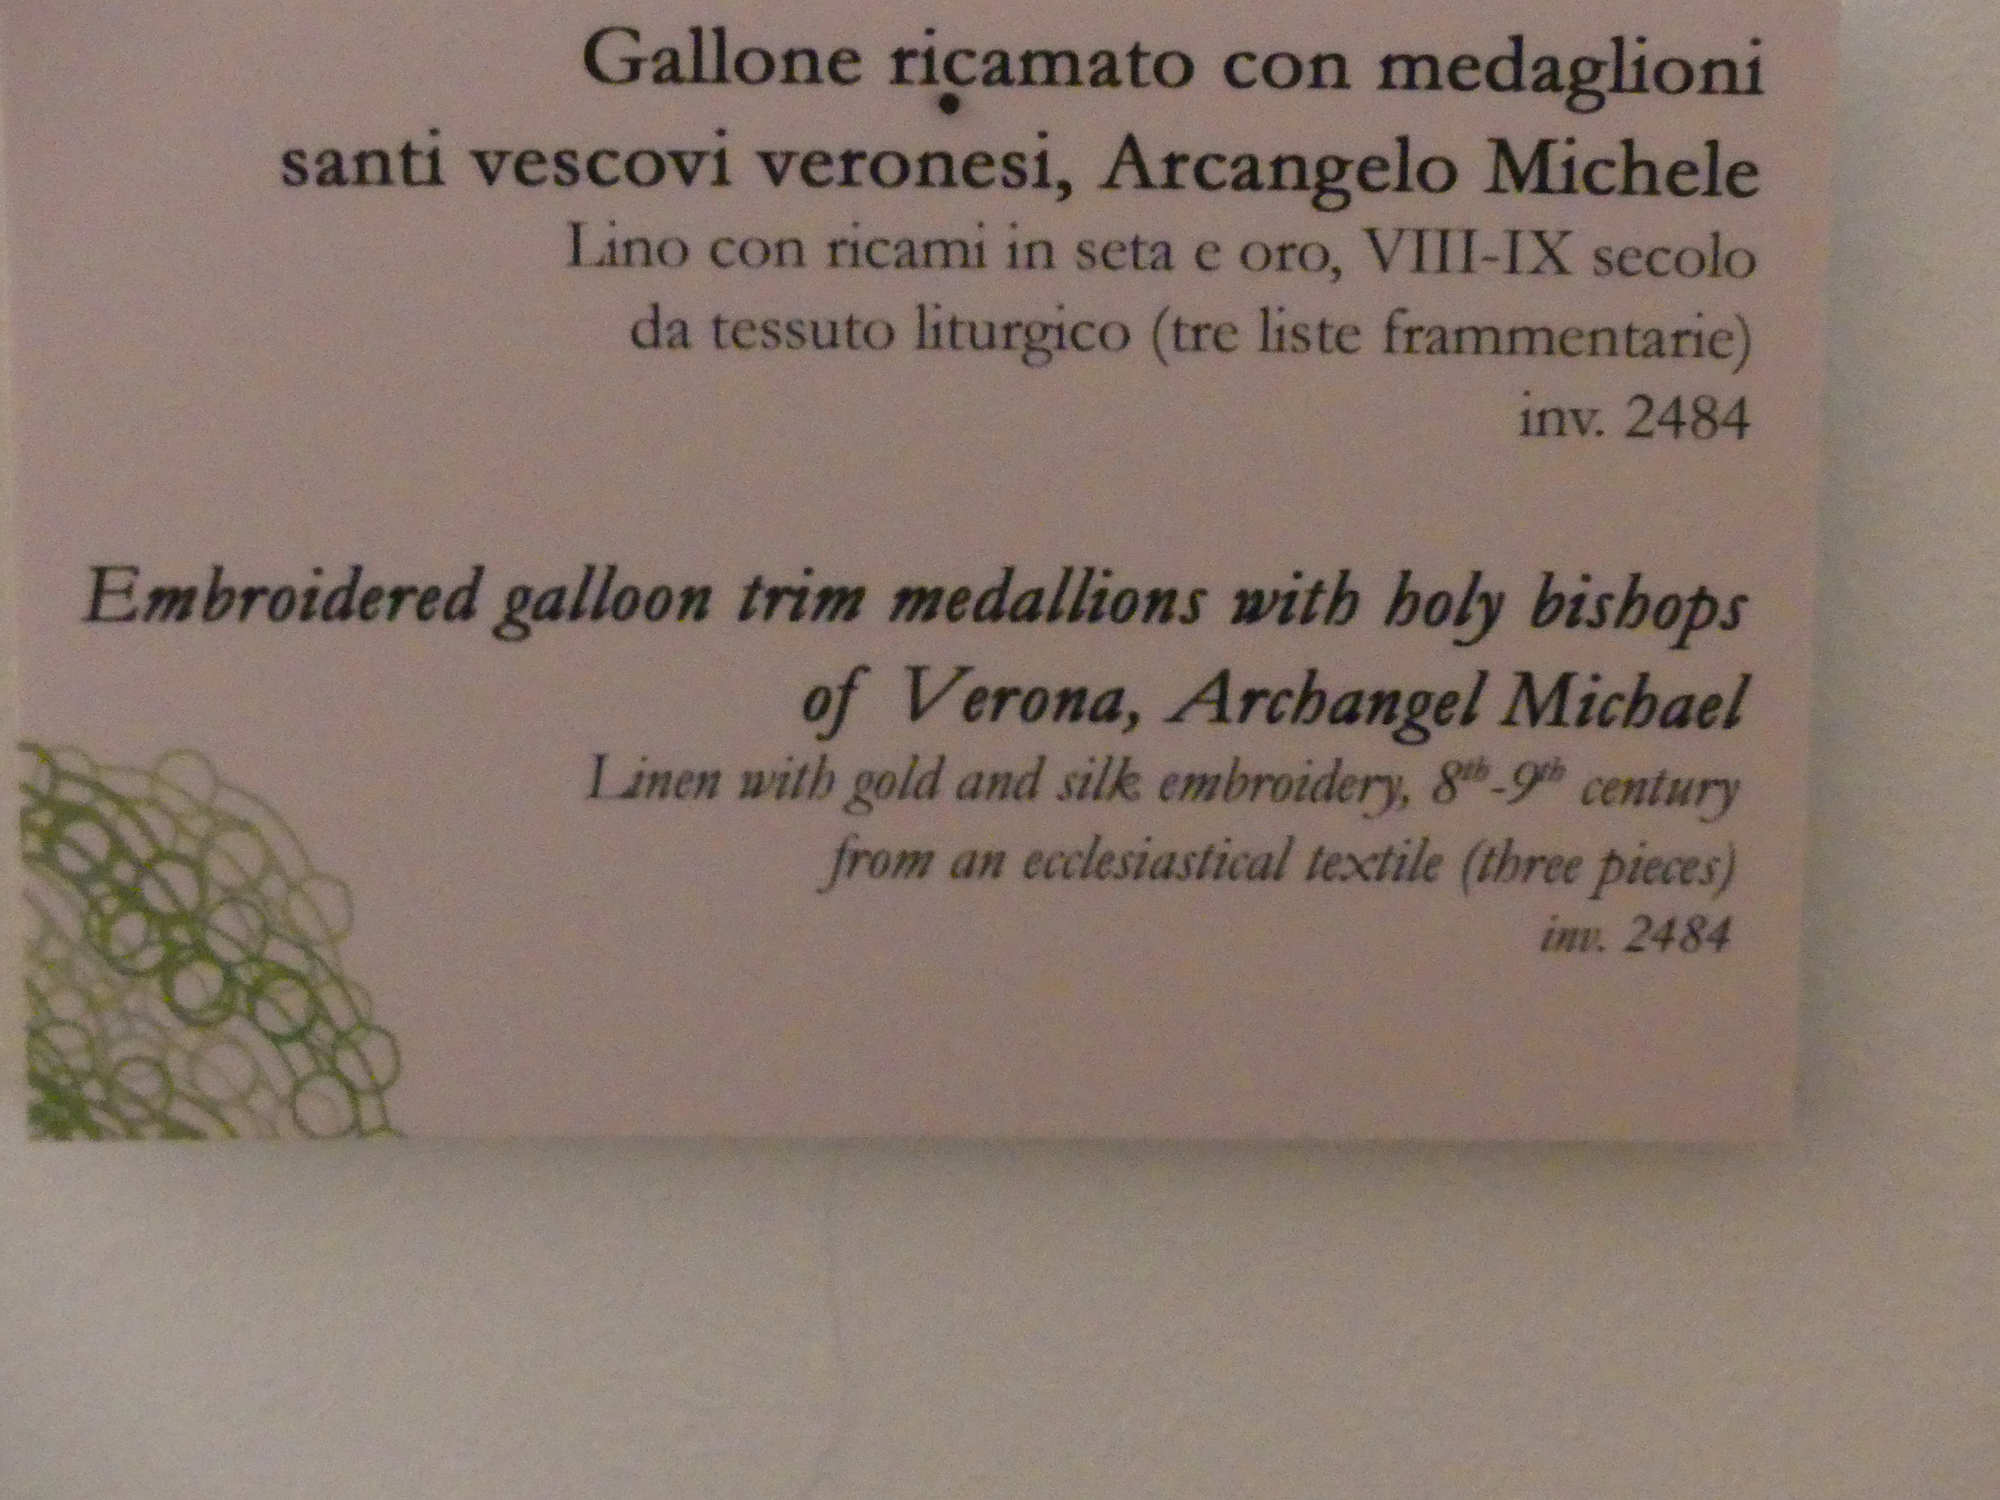 Gallone ricamato con medaglioni
santi vescovi veronesi, Arcangelo Michele
Lino con ricami in seta e oro, VIII-IX secolo
da tessuto liturgico (tre liste frammentarie)
inv. 2484
Embroidered galloon trim medallions with holy bishops
of Verona, Archangel Michael
Linen with gold and silk embroidery, 8th-9th century
from an ecclesiastical textile (three pieces)
inv. 2484